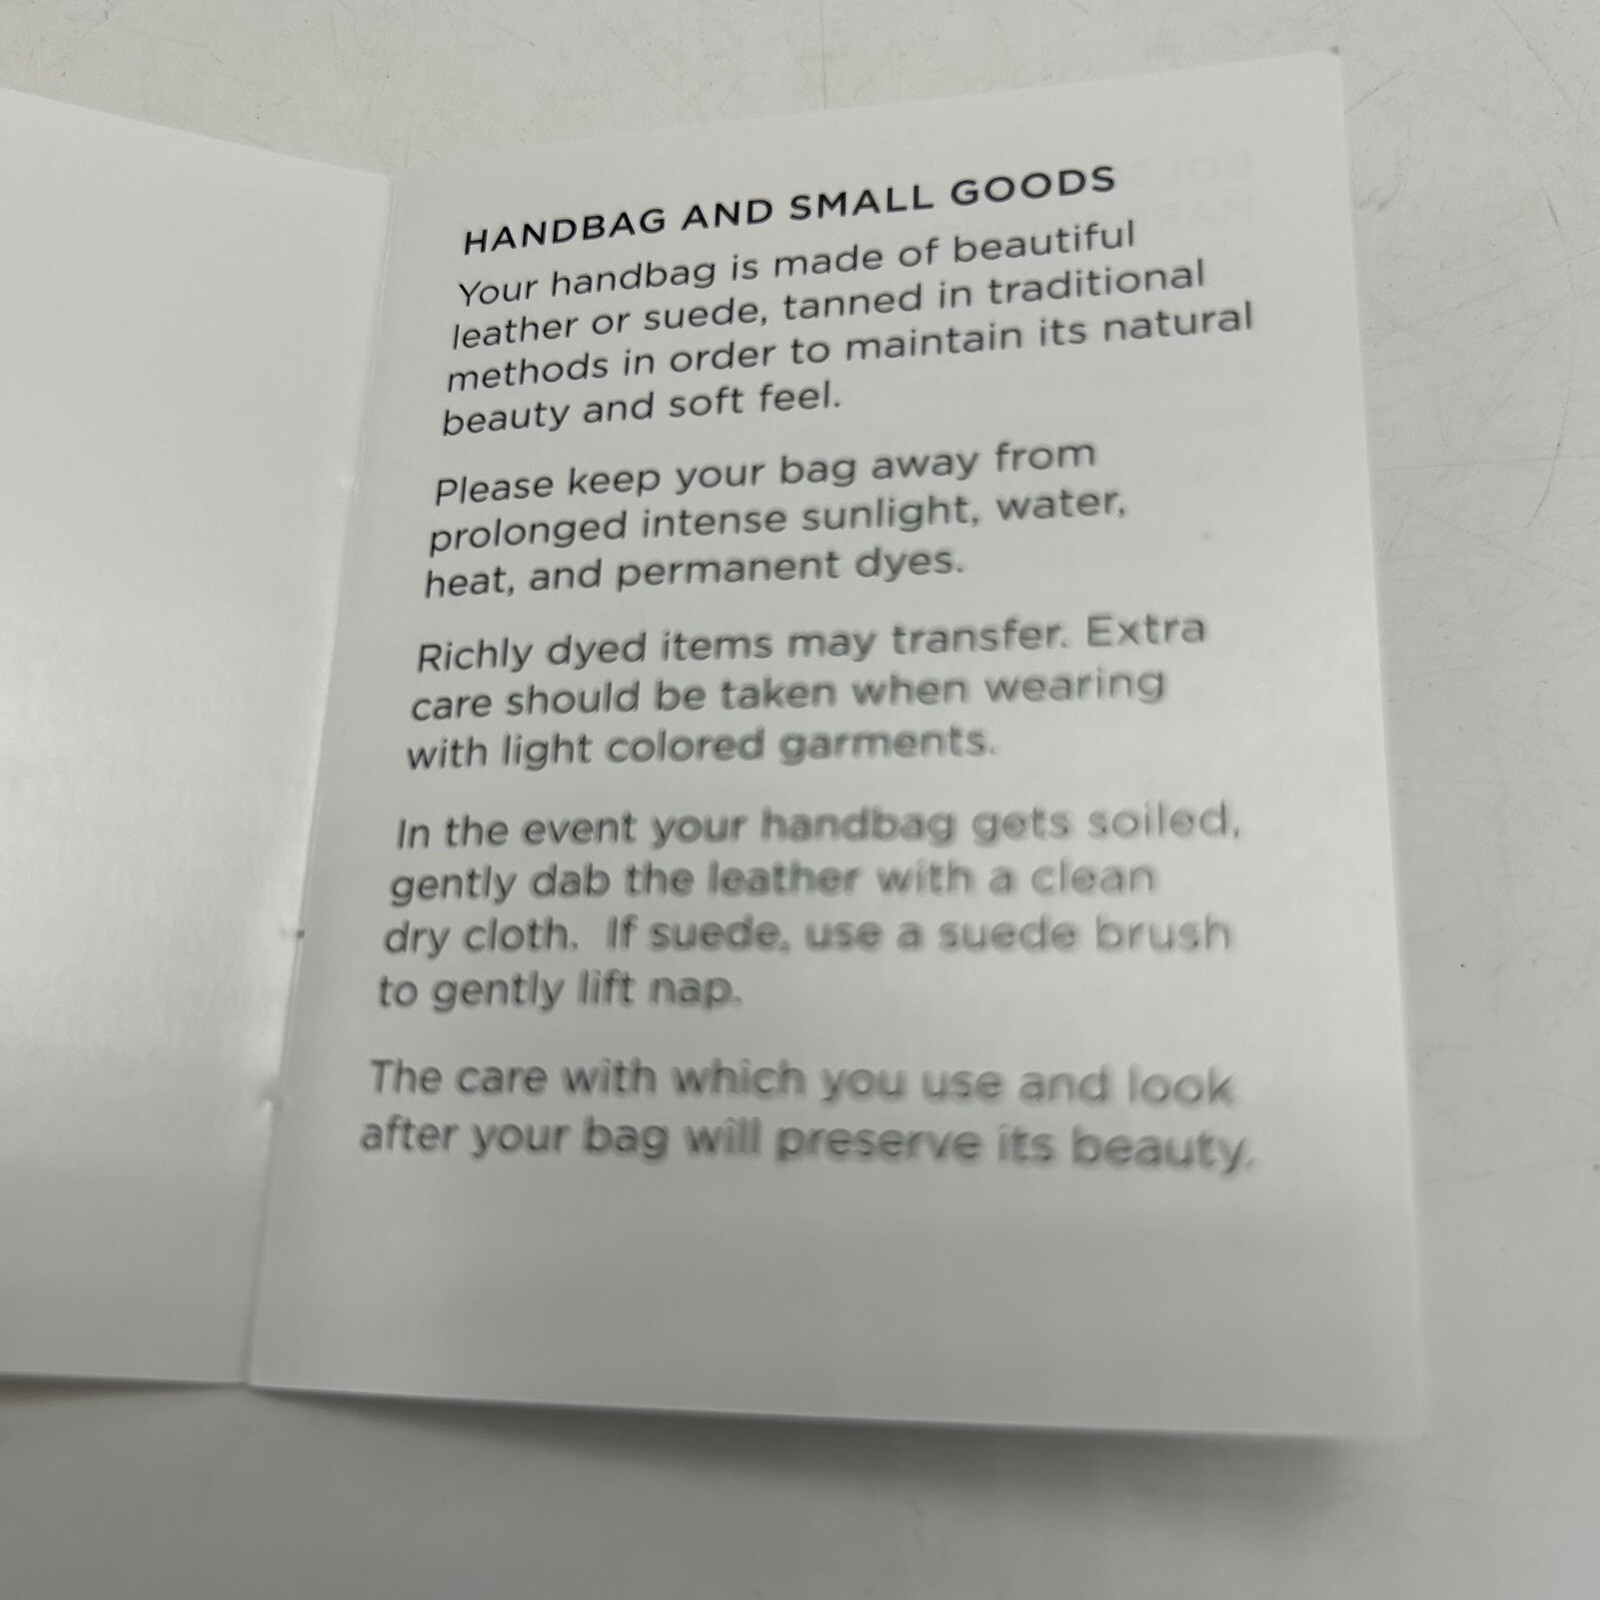 HANDBAG AND SMALL GOODS
Your handbag is made of beautiful
leather or suede, tanned in traditional
methods in order to maintain its natural
beauty and soft feel.
Please keep your bag away from
prolonged intense sunlight, water,
heat, and permanent dyes.
Richly dyed items may transfer. Extra
care should be taken when wearing
with light colored garments.
In the event your handbag gets soiled,
gently dab the leather with a clean
dry cloth.  If suede, use a suede brush
to gently lift nap.
The care with which you use and look
after your bag will preserve its beauty.